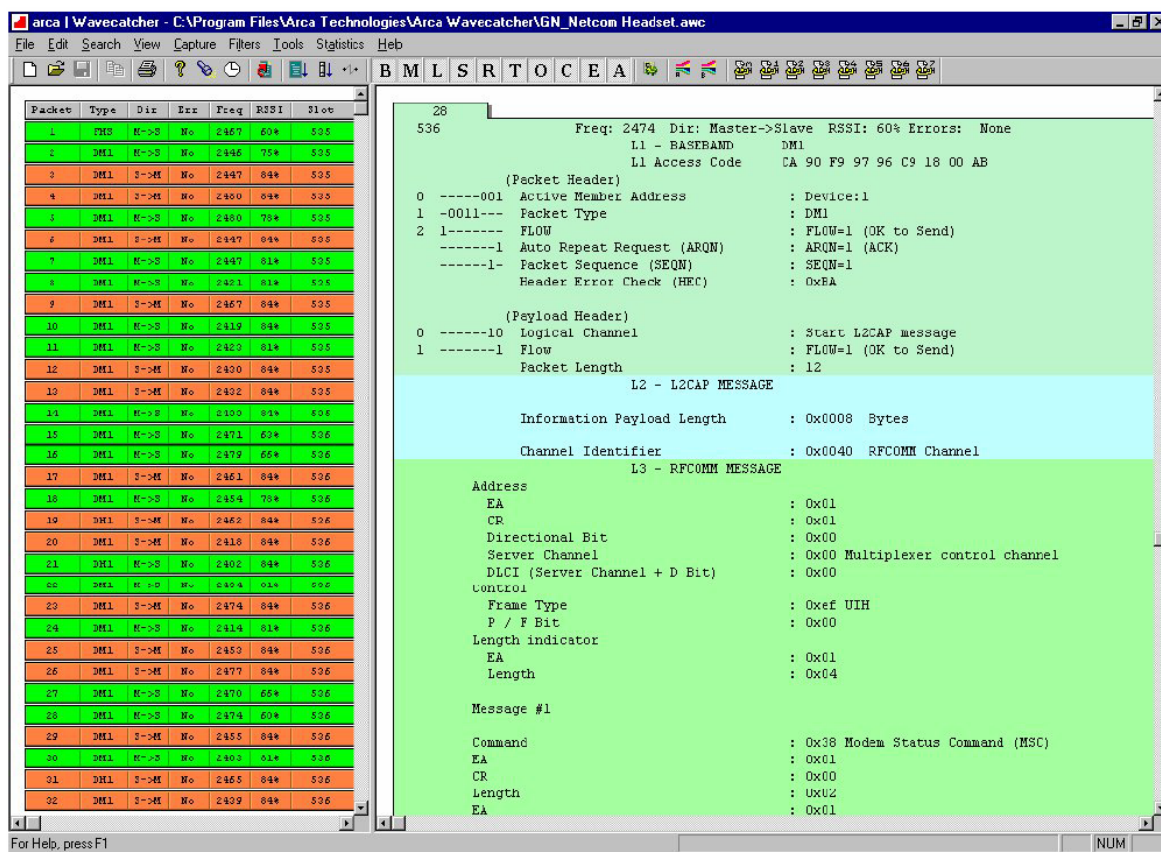 arca | Wavecatcher - C:\Program Files\Arca Technologies\Arca Wavecatcher\GN_Netcom Headset.awc
File Edit Search View Capture Filters Tools Statistics Help
B M L S R T O C E A
Packet Type Dir Err Freq RSSI Slot
1 FHS M->S No 2467 60% 535
2 DM1 M->S No 2446 75% 535
3 DM1 S->M No 2447 84% 535
4 DM1 S->M No 2480 84% 535
5 DM1 M->S No 2480 78% 535
6 DM1 S->M No 2447 84% 535
7 DM1 M->S No 2447 81% 535
8 DM1 M->S No 2421 81% 535
9 DM1 S->M No 2467 84% 535
10 DM1 M->S No 2419 84% 535
11 DM1 M->S No 2423 81% 535
12 DM1 S->M No 2430 84% 535
13 DM1 S->M No 2432 84% 535
14 DM1 M->S No 535
15 DM1 M->S No 2471 63% 536
16 DM1 M->S No 2479 65% 536
17 DM1 S->M No 2461 84% 536
18 DM1 M->S No 2454 78% 536
19 DM1 S->M No 2462 84% 536
20 DM1 S->M No 2418 84% 536
21 DM1 M->S No 2402 84% 536
23 DM1 S->M No 2474 84% 536
24 DM1 M->S No 2414 81% 536
25 DM1 S->M No 2453 84% 536
26 DM1 S->M No 2477 84% 536
27 DM1 M->S No 2470 65% 536
28 DM1 M->S No 2474 60% 536
29 DM1 S->M No 2455 84% 536
30 DM1 M->S No 2403 81% 536
31 DH1 S->M No 2465 84% 536
32 DM1 S->M No 2439 84% 536
28
536 Freq: 2474 Dir: Master->Slave RSSI: 60% Errors: None
L1 - BASEBAND DM1
L1 Access Code CA 90 F9 97 96 C9 18 00 AB
(Packet Header)
0 -----001 Active Member Address : Device:1
1 -0011--- Packet Type : DM1
2 1------- FLOW : FLOW=1 (OK to Send)
-------1 Auto Repeat Request (ARQN) : ARQN=1 (ACK)
------1- Packet Sequence (SEQN) : SEQN=1
Header Error Check (HEC) : 0xBA
(Payload Header)
0 ------10 Logical Channel : Start L2CAP message
1 -------1 Flow : FLOW=1 (OK to Send)
Packet Length : 12
L2 - L2CAP MESSAGE
Information Payload Length : 0x0008 Bytes
Channel Identifier : 0x0040 RFCOMM Channel
L3 - RFCOMM MESSAGE
Address
EA : 0x01
CR : 0x01
Directional Bit : 0x00
Server Channel : 0x00 Multiplexer control channel
DLCI (Server Channel + D Bit) : 0x00
Control
Frame Type : 0xef UIH
P / F Bit : 0x00
Length indicator
EA : 0x01
Length : 0x04
Message #1
Command : 0x38 Modem Status Command (MSC)
EA : 0x01
CR : 0x00
Length : 0x02
EA : 0x01
For Help, press F1
NUM